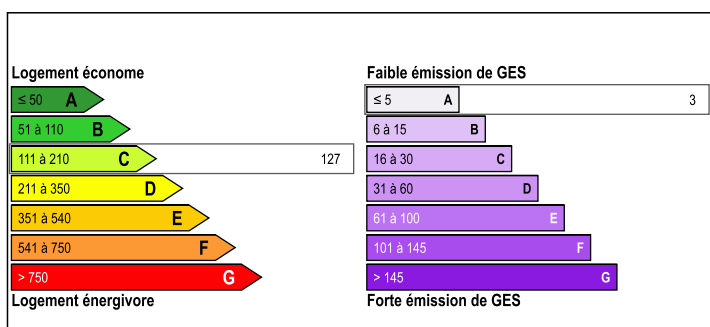 Logement économe
≤ 50 A
51 à 110 B
111 à 210 C 127
211 à 350 D
351 à 540 E
541 à 750 F
> 750 G
Logement énergivore
Faible émission de GES
≤ 5 A 3
6 à 15 B
16 à 30 C
31 à 60 D
61 à 100 E
101 à 145 F
> 145 G
Forte émission de GES